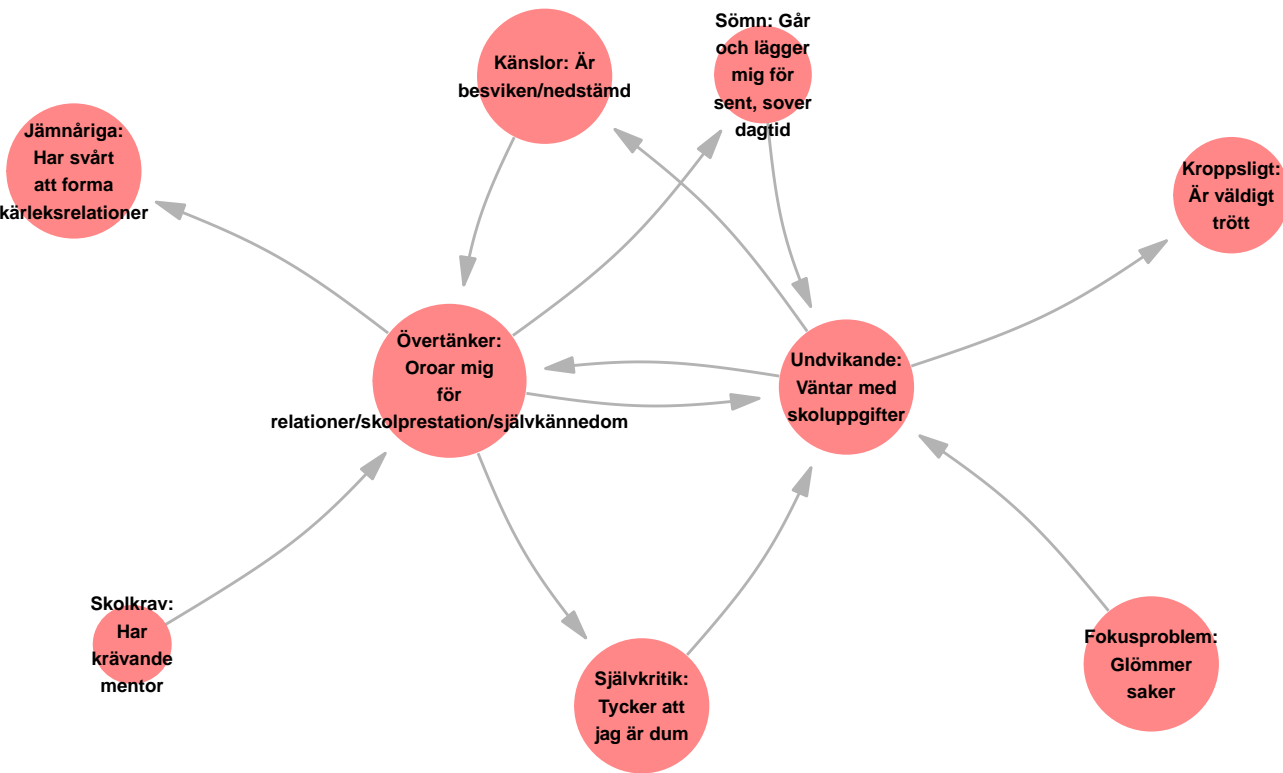 Sömn: Går
och lägger
mig för
sent, sover
dagtid
Känslor: Är
besviken/nedstämd
Jämnåriga:
Har svårt
att forma
kärleksrelationer
Kroppsligt:
Är väldigt
trött
Övertänker:
Oroar mig
för
relationer/skolprestation/självkännedom
Undvikande:
Väntar med
skoluppgifter
Skolkrav:
Har
krävande
mentor
Självkritik:
Tycker att
jag är dum
Fokusproblem:
Glömmer
saker